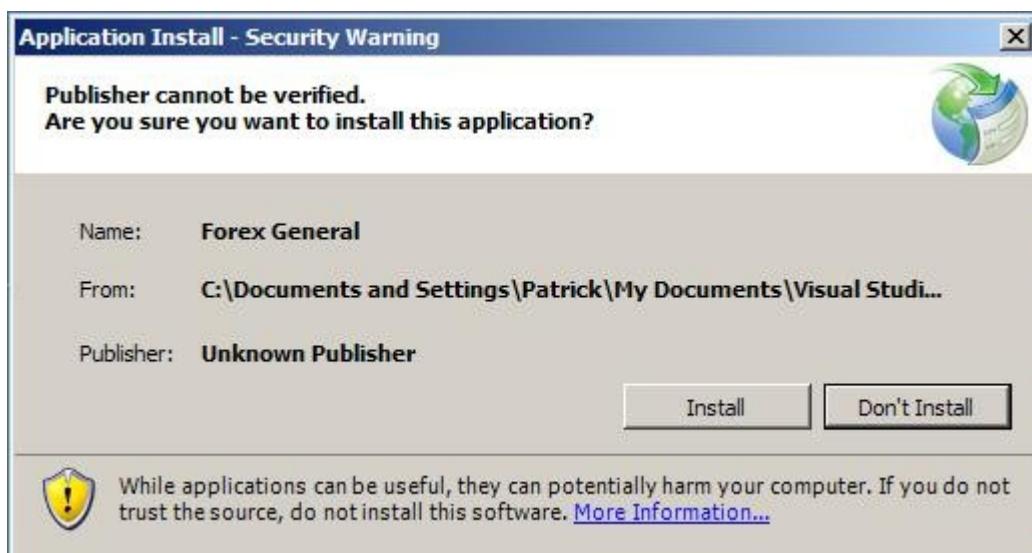 Application Install - Security Warning
Publisher cannot be verified.
Are you sure you want to install this application?
Name: Forex General
From: C:\Documents and Settings\Patrick\My Documents\Visual Studi...
Publisher: Unknown Publisher
Install Don't Install
While applications can be useful, they can potentially harm your computer. If you do not
trust the source, do not install this software. More Information...